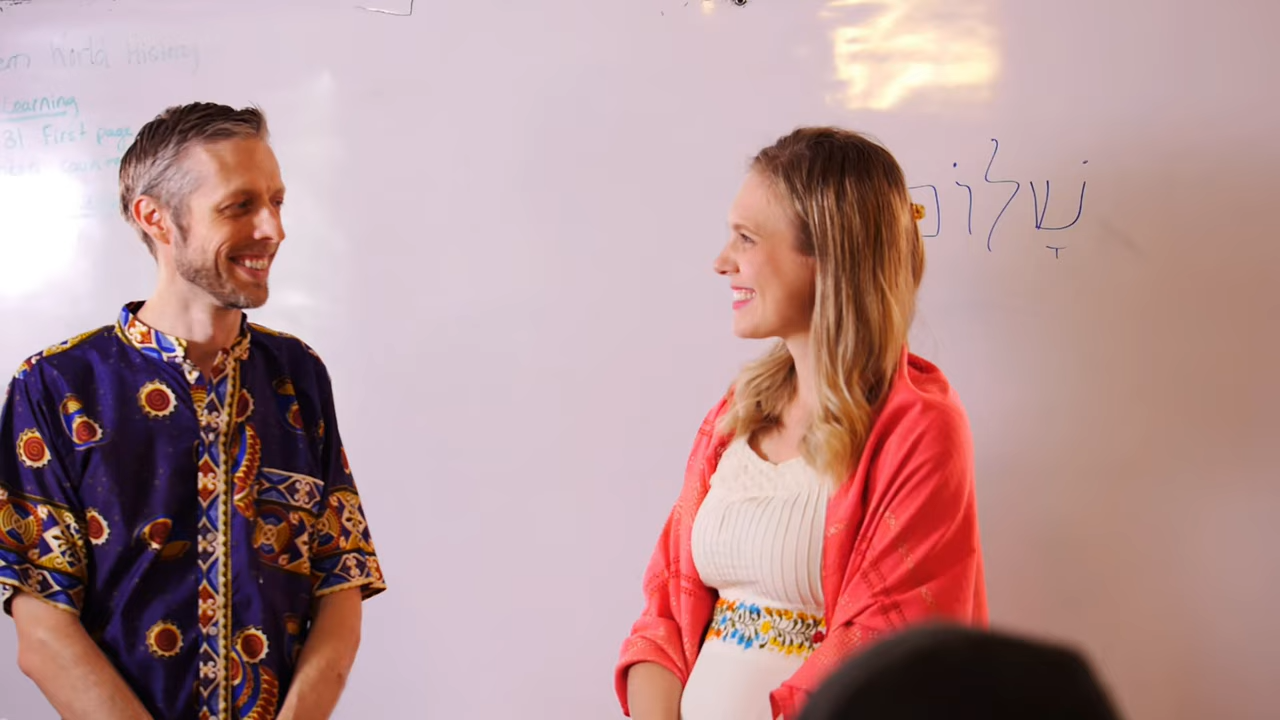 World History
Learning
31 First page
שָׁלוֹם